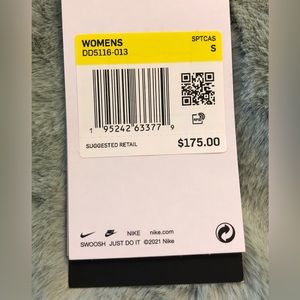 WOMENS SPTCAS
DD5116-013 S
1 95242 63377 9
SUGGESTED RETAIL $175.00
NIKE nike.com
SWOOSH JUST DO IT ©2021 Nike